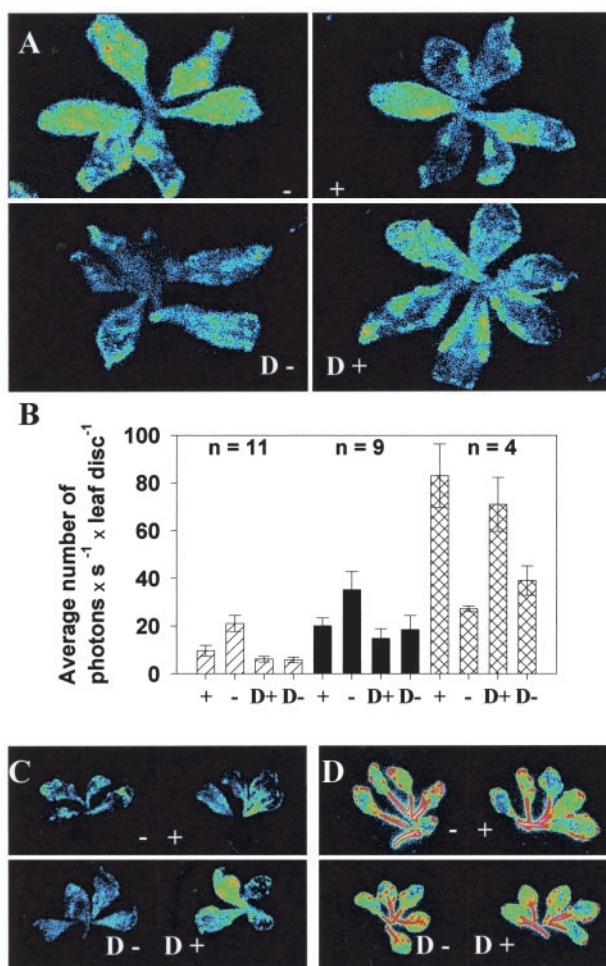 A
-
+
D -
D +
B
Average number of
photons x s⁻¹ x leaf disc⁻¹
100
80
60
40
20
0
n = 11
n = 9
n = 4
+ - D+ D- + - D+ D- + - D+ D-
C
- +
D - D +
D
- +
D - D +